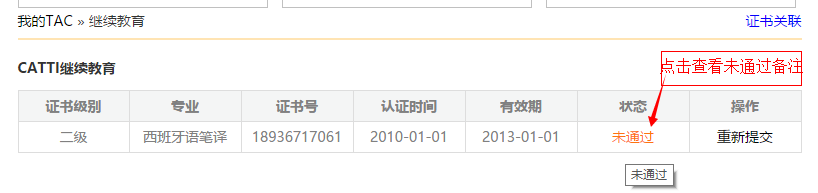 我的TAC » 继续教育 证书关联
CATTI继续教育
点击查看未通过备注
证书级别 专业 证书号 认证时间 有效期 状态 操作
二级 西班牙语笔译 18936717061 2010-01-01 2013-01-01 未通过 重新提交
未通过